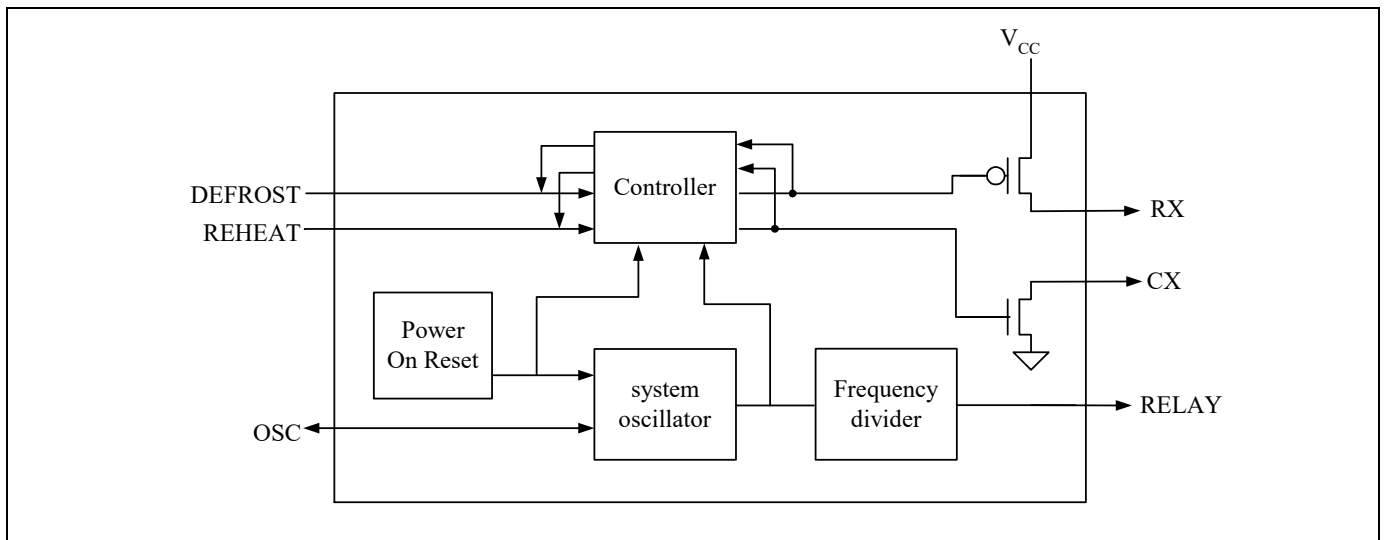 VCC
DEFROST
REHEAT
Controller
RX
CX
Power
On Reset
system
oscillator
Frequency
divider
RELAY
OSC